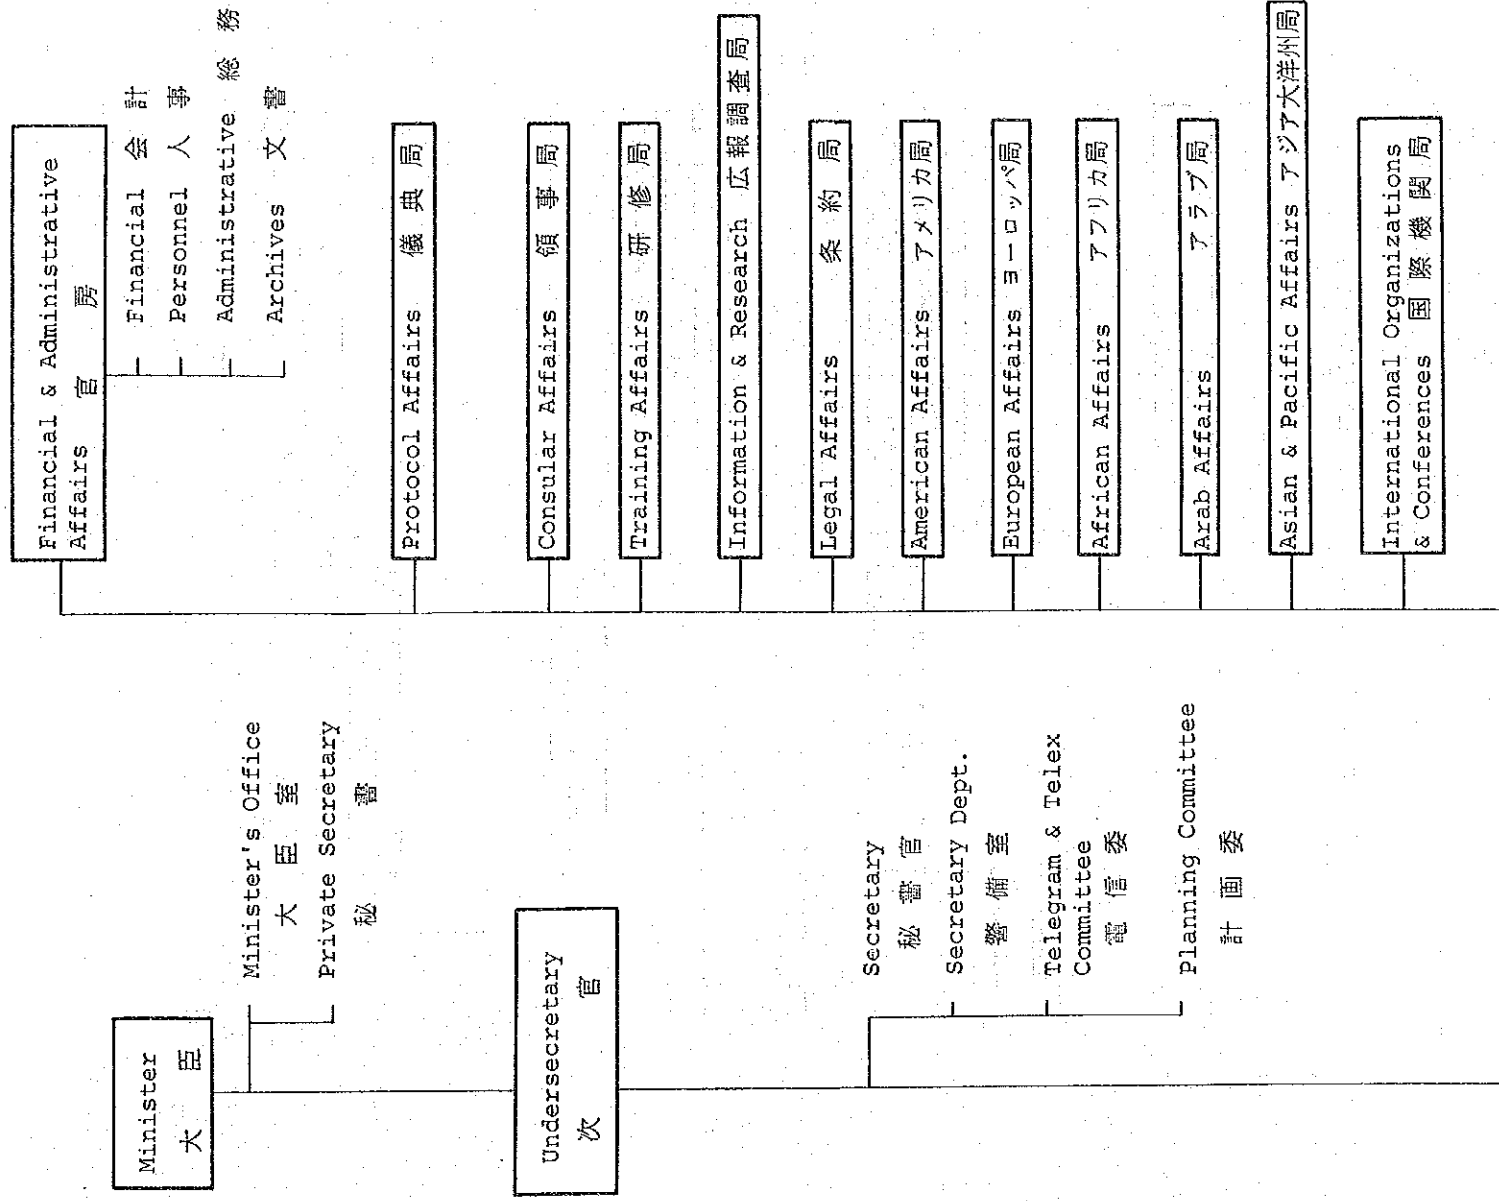 Minister
大臣
Minister's Office
大臣室
Private Secretary
秘書
Undersecretary
次官
Secretary
秘書官
Secretary Dept.
警備室
Telegram & Telex
Committee
電信委
Planning Committee
計画委
Financial & Administrative
Affairs 官房
Financial 会計
Personnel 人事
Administrative 総務
Archives 文書
Protocol Affairs 儀典局
Consular Affairs 領事局
Training Affairs 研修局
Information & Research 広報調査局
Legal Affairs 条約局
American Affairs アメリカ局
European Affairs ヨーロッパ局
African Affairs アフリカ局
Arab Affairs アラブ局
Asian & Pacific Affairs アジア大洋州局
International Organizations
& Conferences 国際機関局